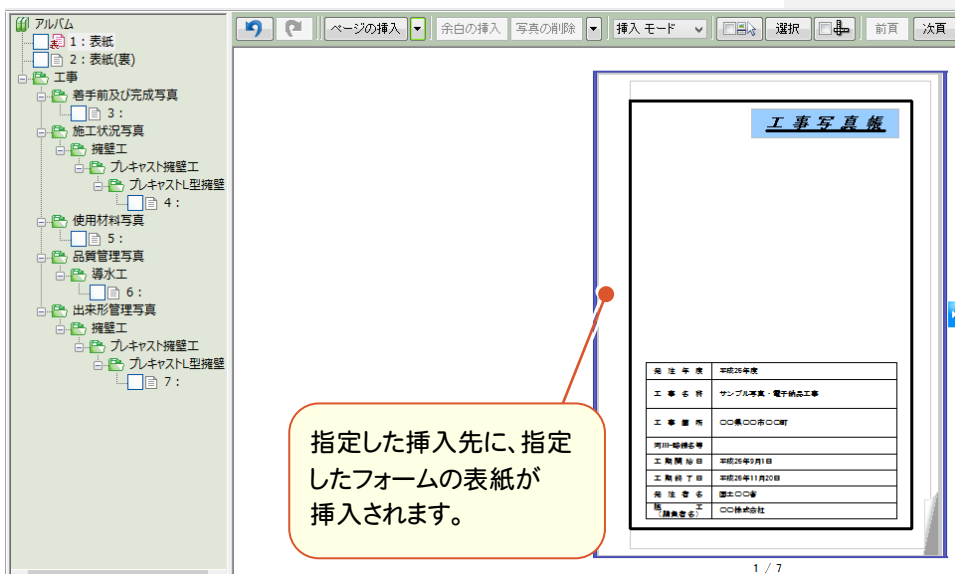 アルバム
1：表紙
2：表紙(裏)
工事
着手前及び完成写真
3：
施工状況写真
擁壁工
プレキャスト擁壁工
プレキャストL型擁壁
4：
使用材料写真
5：
品質管理写真
導水工
6：
出来形管理写真
擁壁工
プレキャスト擁壁工
プレキャストL型擁壁
7：
ページの挿入 余白の挿入 写真の削除 挿入 モード 選択 前頁 次頁
工事写真帳
発注年度 平成26年度
工事名称 サンプル写真・電子納品工事
工事箇所 〇〇県〇〇市〇〇町
河川・路線名等
工期開始日 平成26年9月1日
工期終了日 平成26年11月20日
発注者名 国土〇〇省
施工
(請負者名) 〇〇株式会社
1 / 7
指定した挿入先に、指定
したフォームの表紙が
挿入されます。